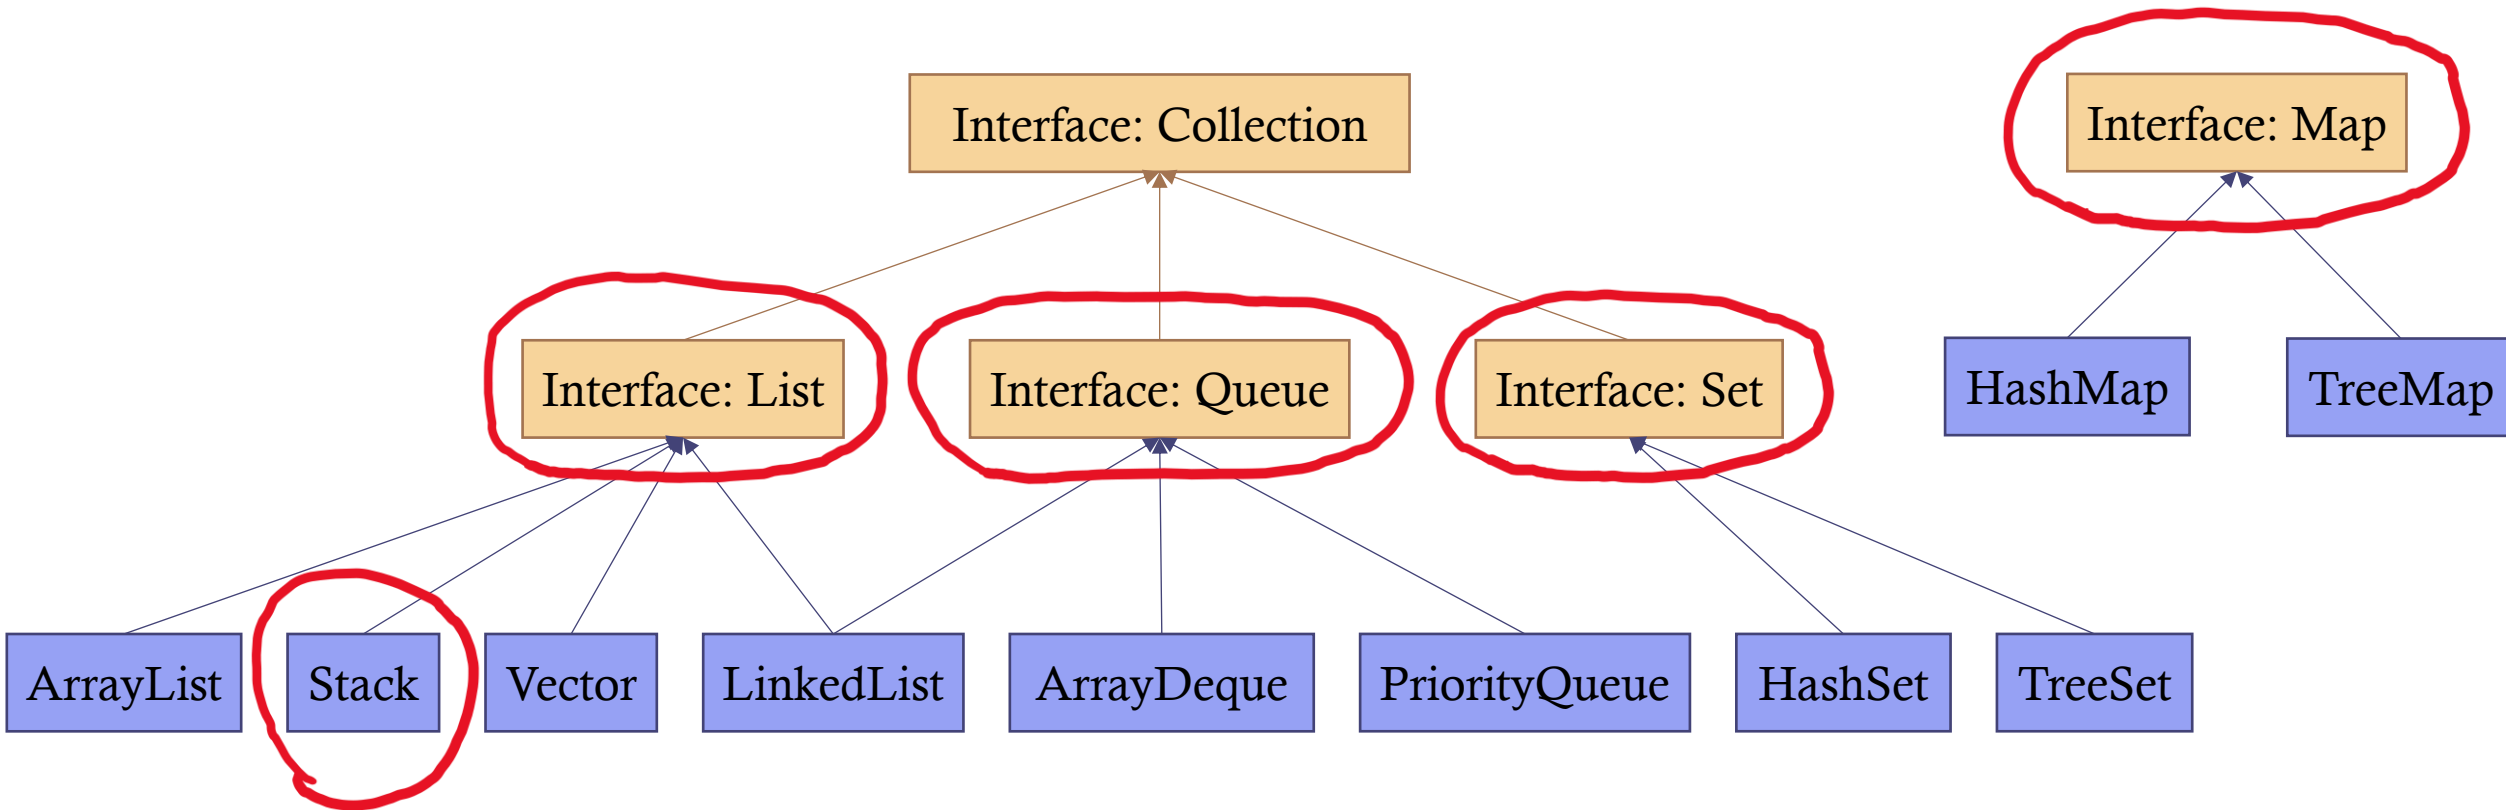 Interface: Collection
Interface: Map
Interface: List
Interface: Queue
Interface: Set
HashMap
TreeMap
ArrayList
Stack
Vector
LinkedList
ArrayDeque
PriorityQueue
HashSet
TreeSet